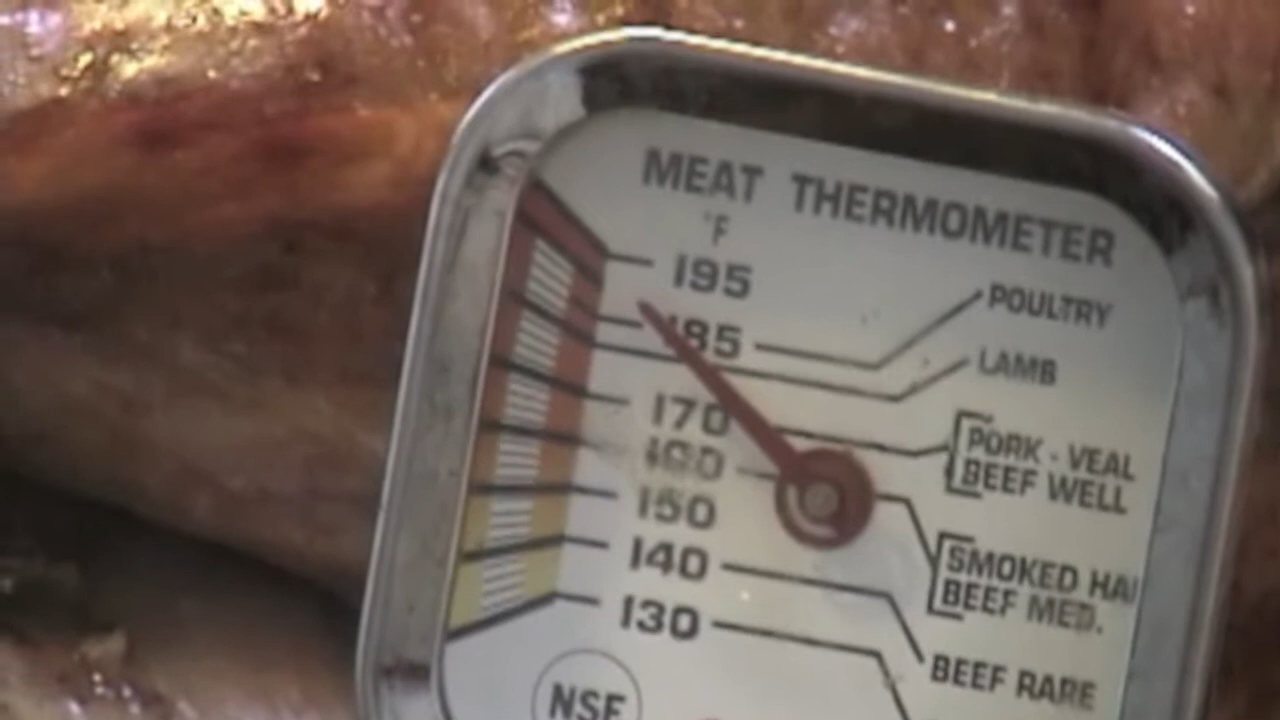 MEAT THERMOMETER
°F
195
185
POULTRY
LAMB
170
PORK - VEAL
BEEF WELL
160
150
SMOKED HA
BEEF MED.
140
130
BEEF RARE
NSF